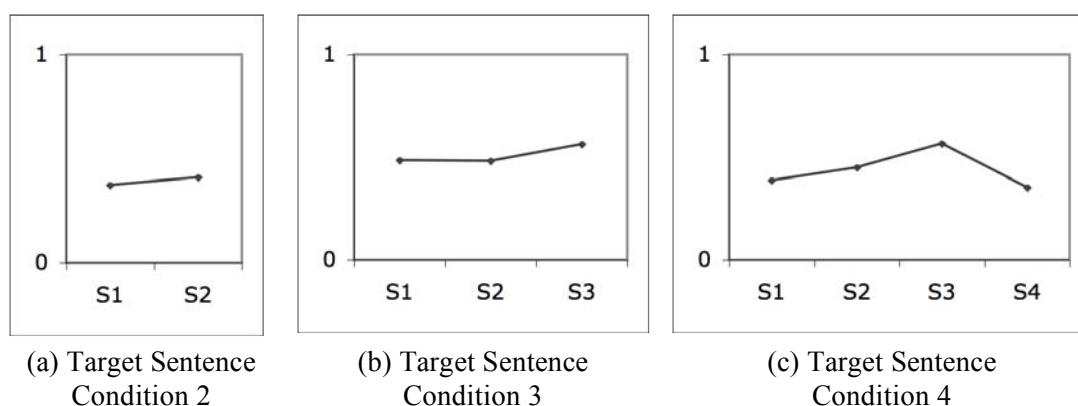 1
0
S1 S2
(a) Target Sentence
Condition 2
1
0
S1 S2 S3
(b) Target Sentence
Condition 3
1
0
S1 S2 S3 S4
(c) Target Sentence
Condition 4